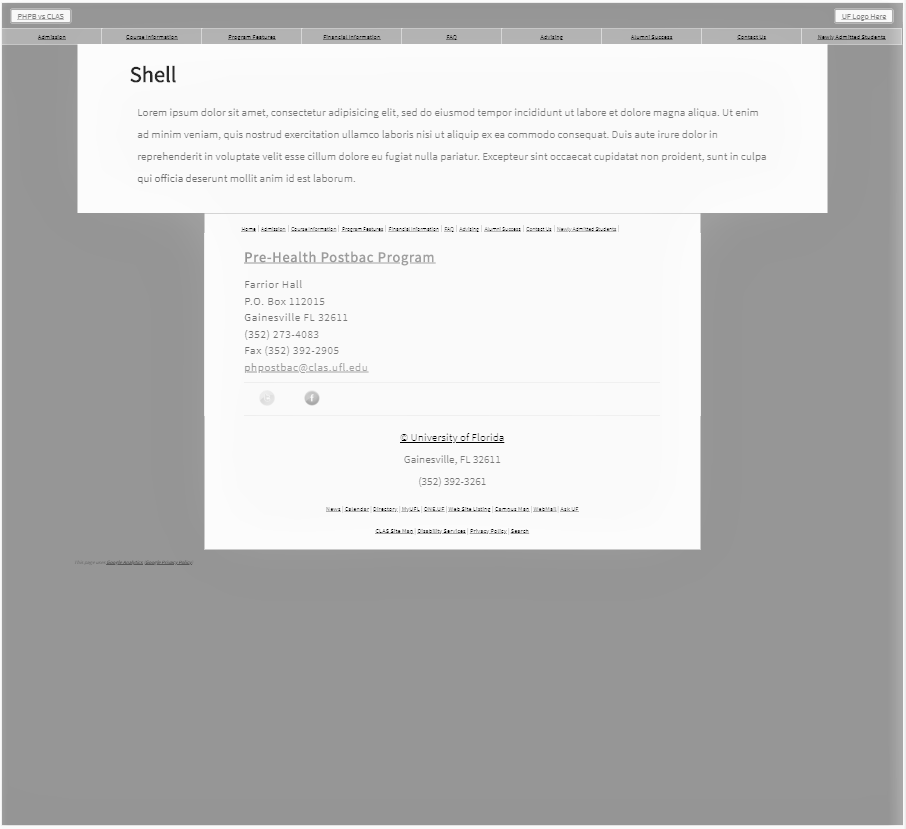 PHPB vs CLAS
UF Logo Here
Admission Course Information Program Features Financial Information FAQ Advising Alumni Success Contact Us Newly Admitted Students
Shell
Lorem ipsum dolor sit amet, consectetur adipisicing elit, sed do eiusmod tempor incididunt ut labore et dolore magna aliqua. Ut enim
ad minim veniam, quis nostrud exercitation ullamco laboris nisi ut aliquip ex ea commodo consequat. Duis aute irure dolor in
reprehenderit in voluptate velit esse cillum dolore eu fugiat nulla pariatur. Excepteur sint occaecat cupidatat non proident, sunt in culpa
qui officia deserunt mollit anim id est laborum.
Home | Admission | Course Information | Program Features | Financial Information | FAQ | Advising | Alumni Success | Contact Us | Newly Admitted Students |
Pre-Health Postbac Program
Farrior Hall
P.O. Box 112015
Gainesville FL 32611
(352) 273-4083
Fax (352) 392-2905
phpostbac@clas.ufl.edu
f
© University of Florida
Gainesville, FL 32611
(352) 392-3261
News | Calendar | Directory | MyUFL | ONE.UF | Web Site Listing | Campus Map | WebMail | Ask UF
CLAS Site Map | Disability Services | Privacy Policy | Search
This page uses Google Analytics Google Privacy Policy